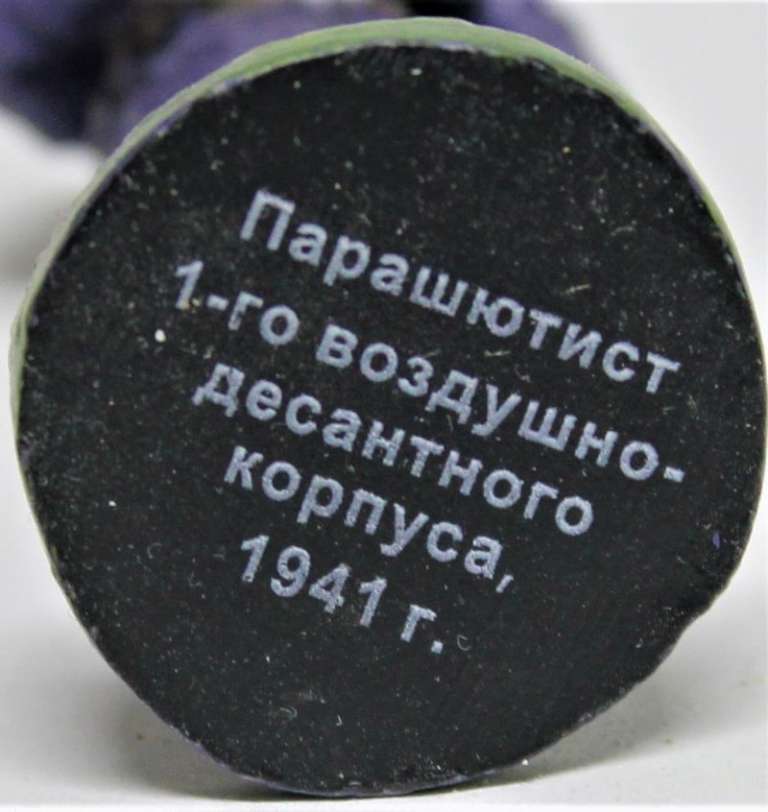 Парашютист
1-го воздушно-
десантного
корпуса,
1941 г.